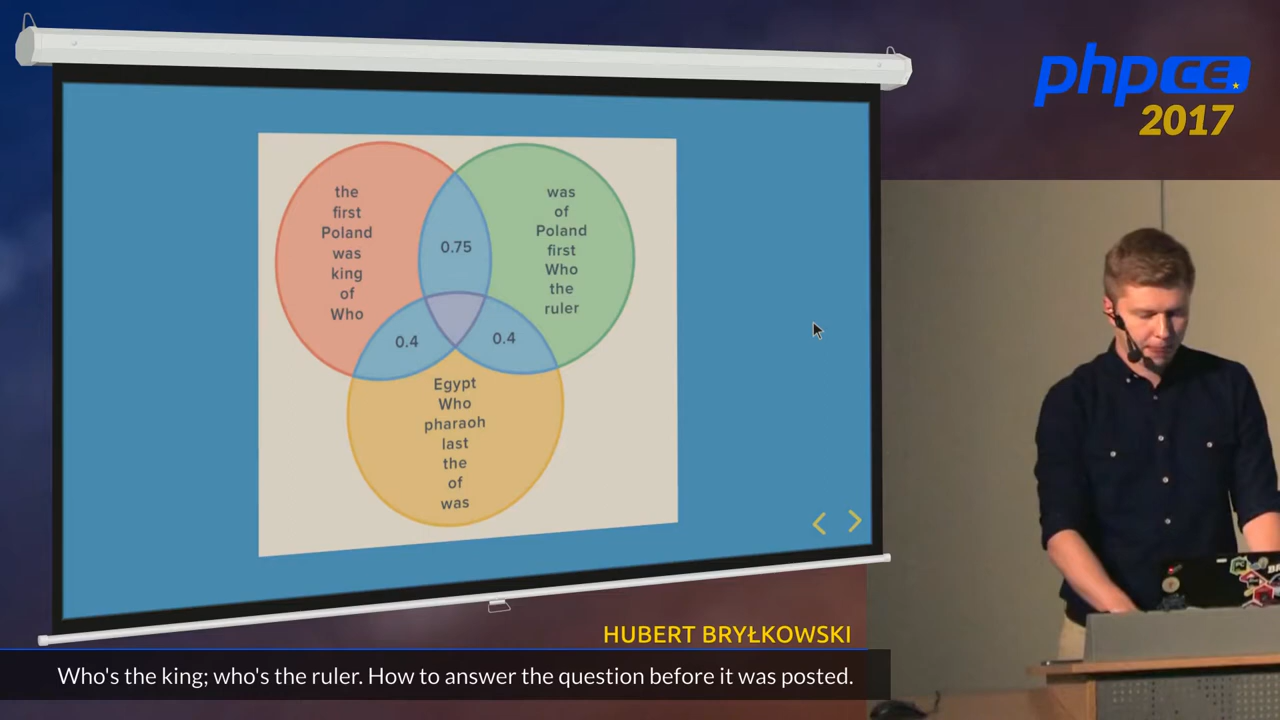 phpCE
2017
the
first
Poland
was
king
of
Who
0.75
was
of
Poland
first
Who
the
ruler
0.4
0.4
Egypt
Who
pharaoh
last
the
of
was
HUBERT BRYŁKOWSKI
Who's the king; who's the ruler. How to answer the question before it was posted.